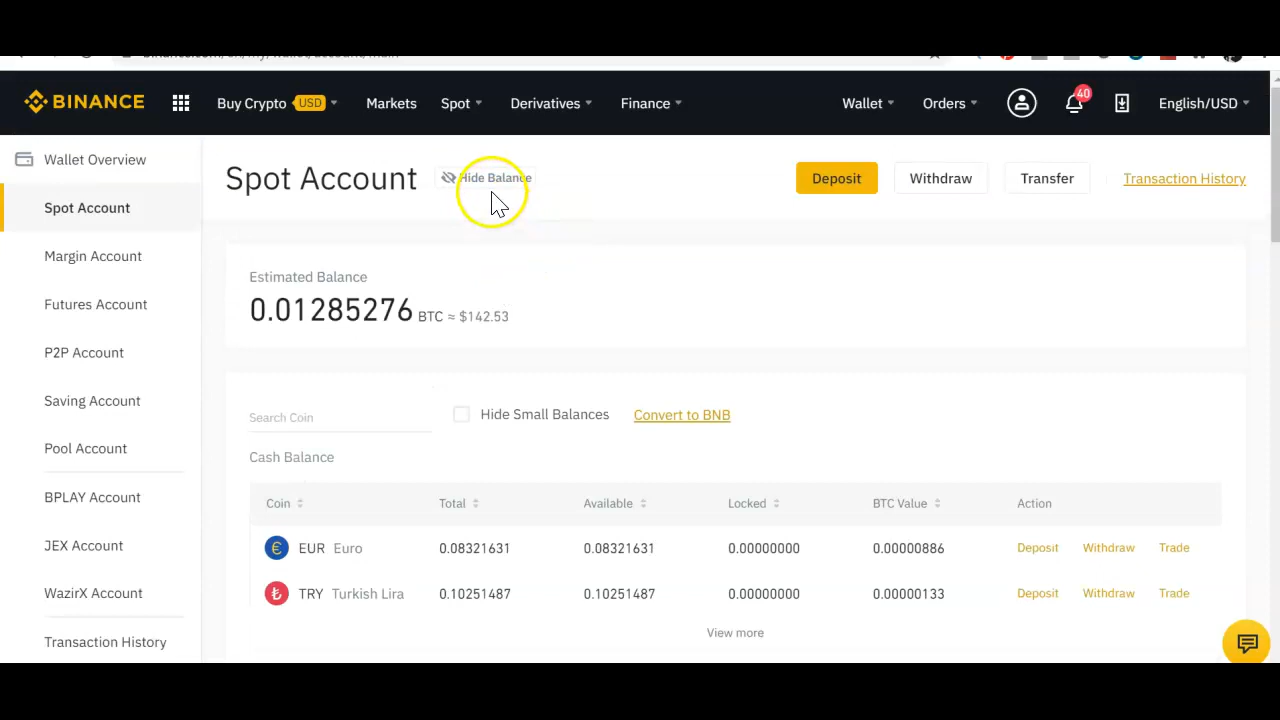 BINANCE
Buy Crypto USD Markets Spot Derivatives Finance Wallet Orders 40 English/USD
Wallet Overview
Spot Account
Margin Account
Futures Account
P2P Account
Saving Account
Pool Account
BPLAY Account
JEX Account
WazirX Account
Transaction History
Spot Account Hide Balance Deposit Withdraw Transfer Transaction History
Estimated Balance
0.01285276 BTC ≈ $142.53
Search Coin Hide Small Balances Convert to BNB
Cash Balance
Coin Total Available Locked BTC Value Action
€ EUR Euro 0.08321631 0.08321631 0.00000000 0.00000886 Deposit Withdraw Trade
₺ TRY Turkish Lira 0.10251487 0.10251487 0.00000000 0.00000133 Deposit Withdraw Trade
View more